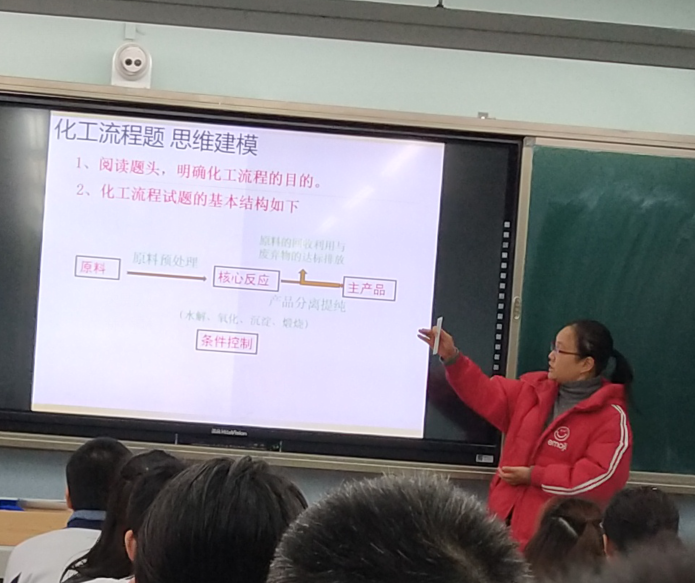 化工流程题 思维建模
1、阅读题头，明确化工流程的目的。
2、化工流程试题的基本结构如下
原料的回收利用与
废弃物的达标排放
原料
原料预处理
核心反应
主产品
产品分离提纯
（水解、氧化、沉淀、煅烧）
条件控制
emoji